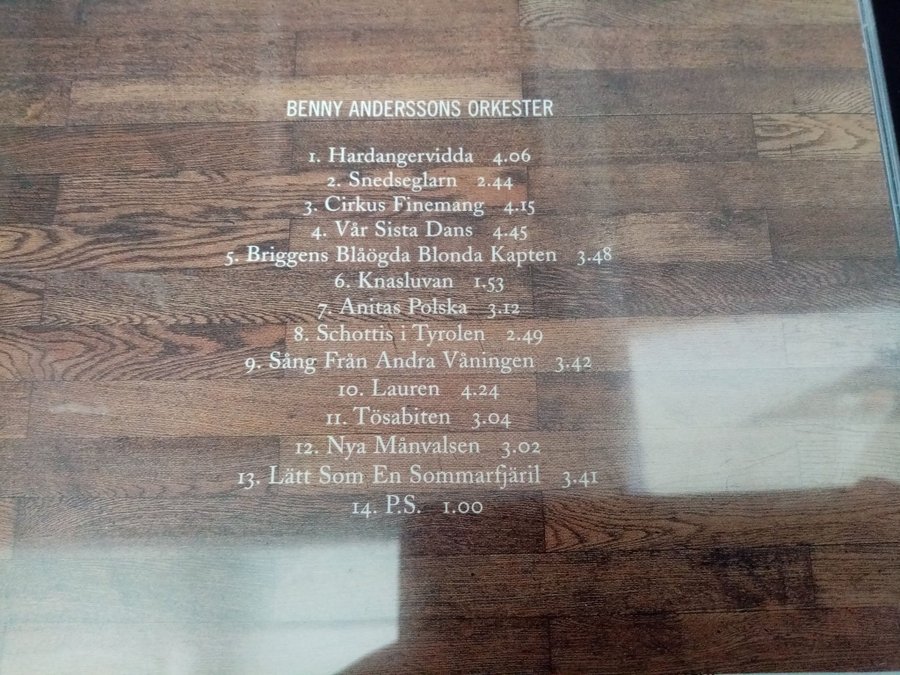 BENNY ANDERSSONS ORKESTER
1. Hardangervidda 4.06
2. Snedseglarn 2.44
3. Cirkus Finemang 4.15
4. Vår Sista Dans 4.45
5. Briggens Blåögda Blonda Kapten 3.48
6. Knasluvan 1.53
7. Anitas Polska 3.12
8. Schottis i Tyrolen 2.49
9. Sång Från Andra Våningen 3.42
10. Lauren 4.24
11. Tösabiten 3.04
12. Nya Månvalsen 3.02
13. Lätt Som En Sommarfjäril 3.41
14. P.S. 1.00